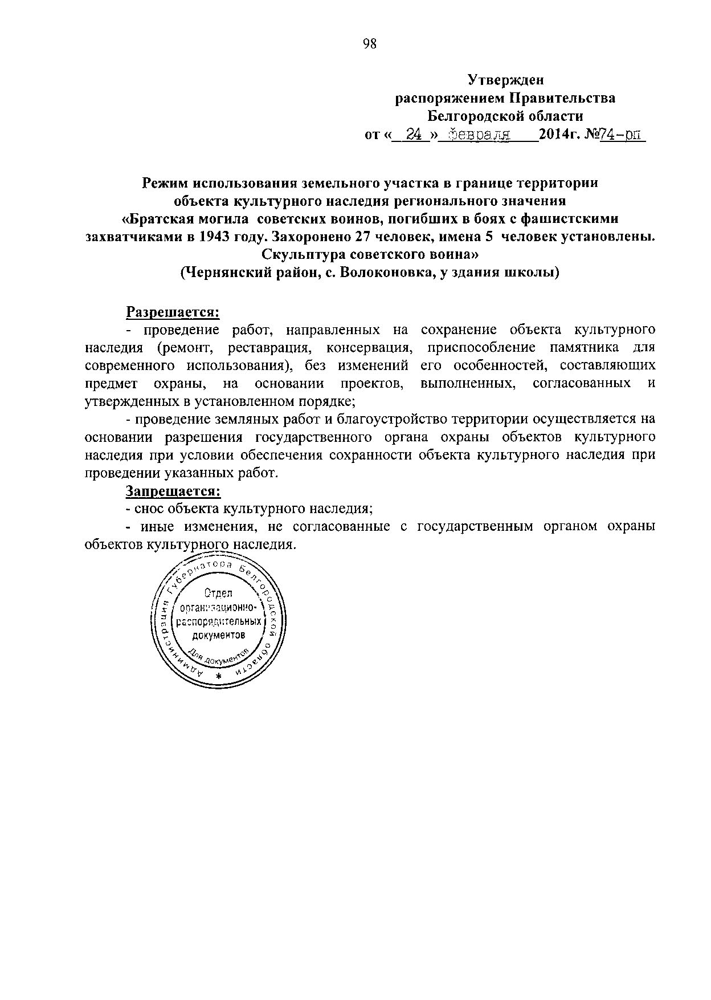 98
Утвержден
распоряжением Правительства
Белгородской области
от « 24 » февраля 2014г. №74-рп
Режим использования земельного участка в границе территории
объекта культурного наследия регионального значения
«Братская могила советских воинов, погибших в боях с фашистскими
захватчиками в 1943 году. Захоронено 27 человек, имена 5 человек установлены.
Скульптура советского воина»
(Чернянский район, с. Волоконовка, у здания школы)
Разрешается:
- проведение работ, направленных на сохранение объекта культурного
наследия (ремонт, реставрация, консервация, приспособление памятника для
современного использования), без изменений его особенностей, составляющих
предмет охраны, на основании проектов, выполненных, согласованных и
утвержденных в установленном порядке;
- проведение земляных работ и благоустройство территории осуществляется на
основании разрешения государственного органа охраны объектов культурного
наследия при условии обеспечения сохранности объекта культурного наследия при
проведении указанных работ.
Запрещается:
- снос объекта культурного наследия;
- иные изменения, не согласованные с государственным органом охраны
объектов культурного наследия.
Администрация Губернатора Белгородской области
Отдел
организационно-
распорядительных
документов
Для документов
*